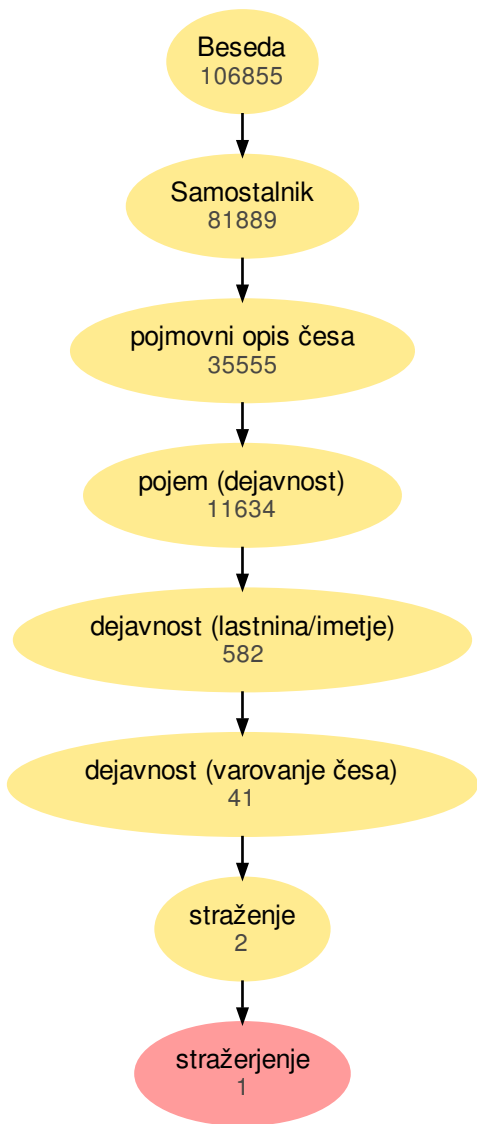 Beseda
106855
Samostalnik
81889
pojmovni opis česa
35555
pojem (dejavnost)
11634
dejavnost (lastnina/imetje)
582
dejavnost (varovanje česa)
41
straženje
2
stražerjenje
1